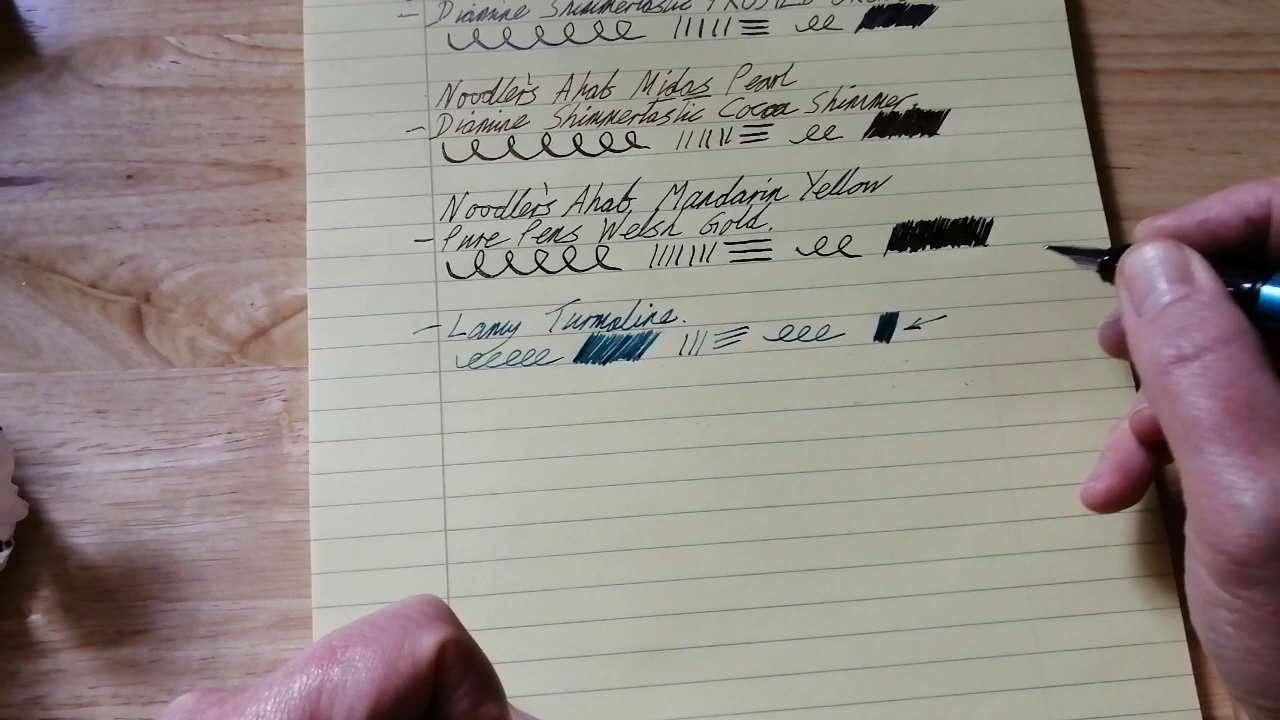 - Diamine Shimmertastic FROSTED
Noodler's Ahab Midas Pearl
- Diamine Shimmertastic Cocoa Shimmer.
Noodler's Ahab Mandarin Yellow
- Pure Pens Welsh Gold.
- Lamy Turmaline.